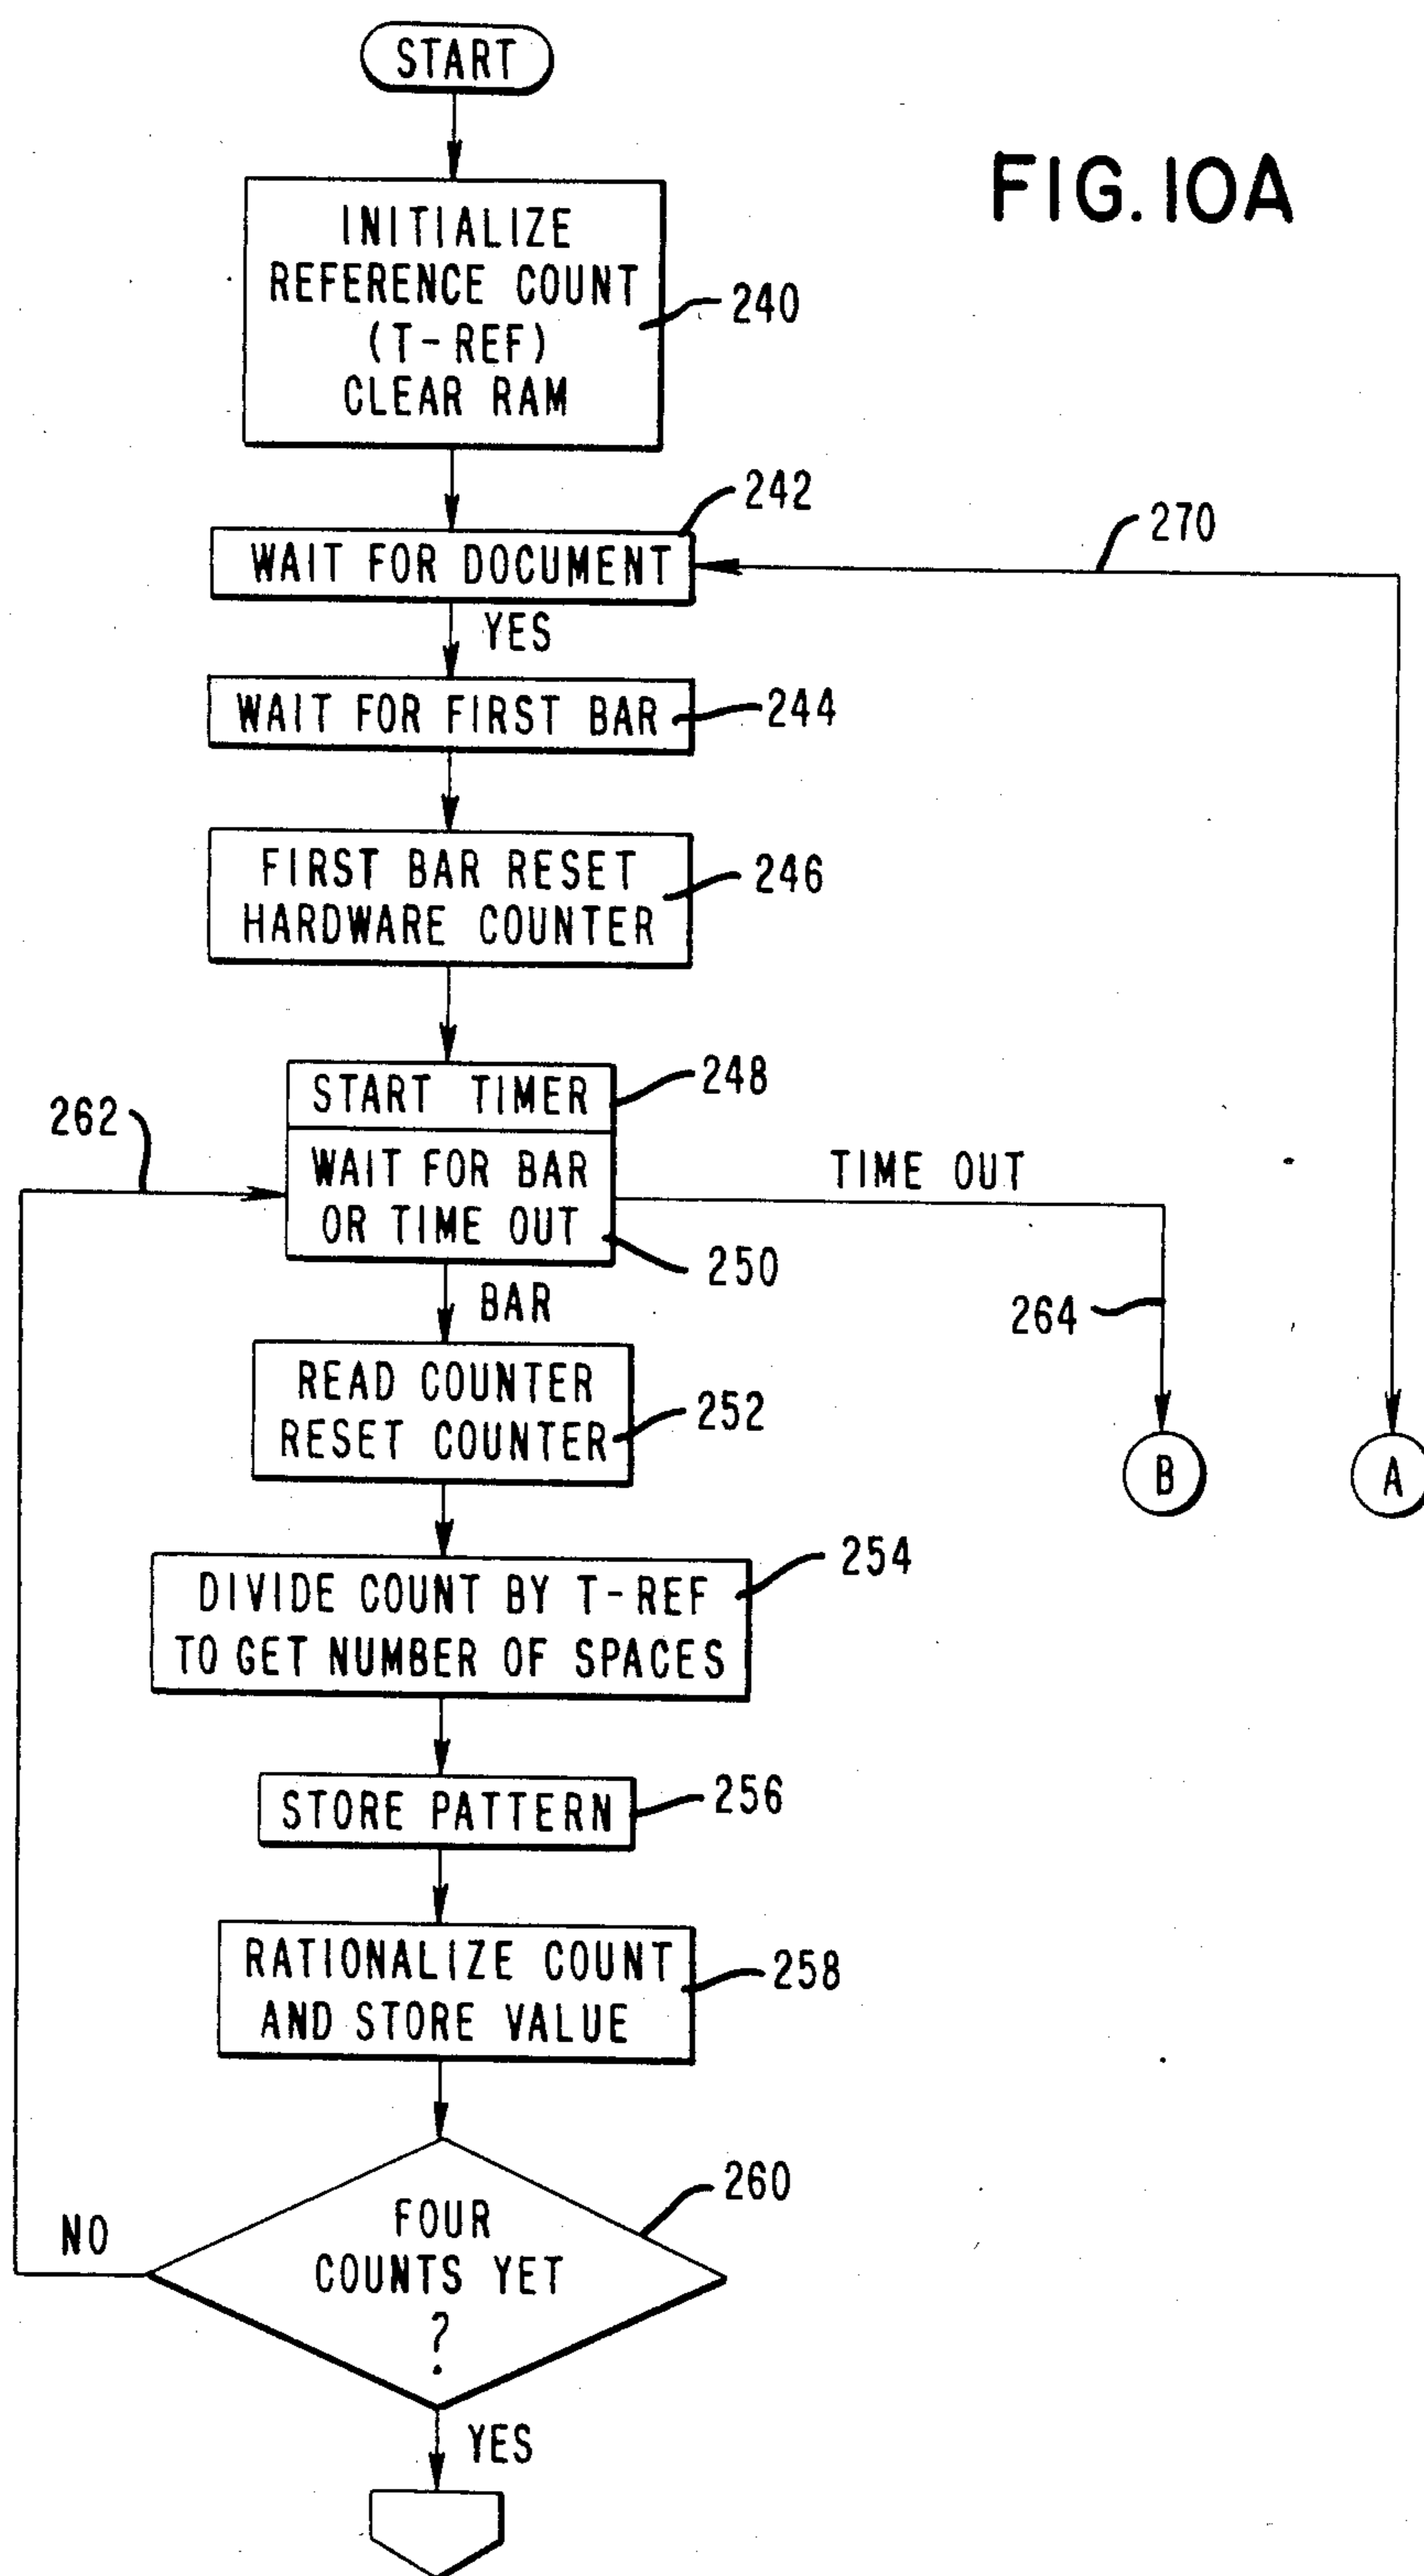 START
FIG. 10A
INITIALIZE
REFERENCE COUNT
(T-REF)
CLEAR RAM
240
242
WAIT FOR DOCUMENT
270
YES
WAIT FOR FIRST BAR
244
FIRST BAR RESET
HARDWARE COUNTER
246
START TIMER
248
262
WAIT FOR BAR
OR TIME OUT
TIME OUT
250
BAR
264
READ COUNTER
RESET COUNTER
252
B
A
DIVIDE COUNT BY T-REF
TO GET NUMBER OF SPACES
254
STORE PATTERN
256
RATIONALIZE COUNT
AND STORE VALUE
258
260
FOUR
COUNTS YET
?
NO
YES